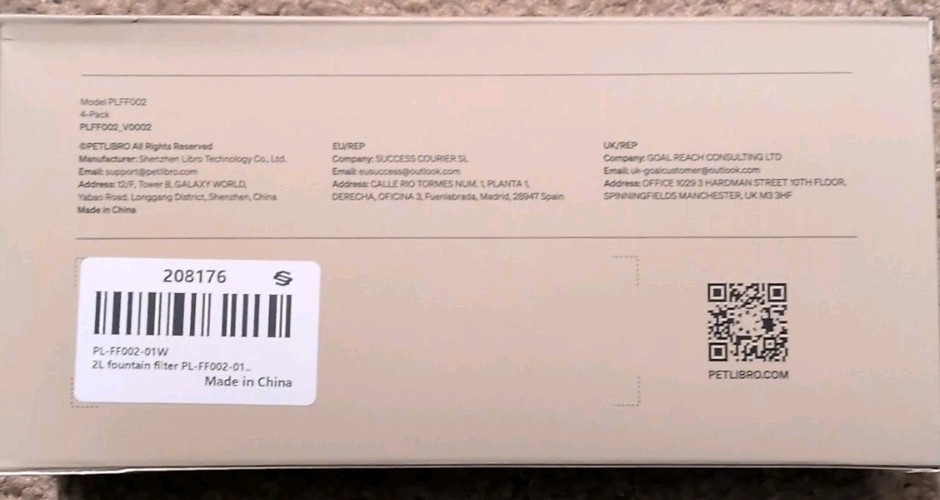 Model PLFF002
4-Pack
PLFF002_V0002
©PETLIBRO All Rights Reserved
Manufacturer: Shenzhen Libro Technology Co., Ltd.
Email: support@petlibro.com
Address: 12/F, Tower B, GALAXY WORLD,
Yabao Road, Longgang District, Shenzhen, China
Made in China
EU/REP
Company: SUCCESS COURIER SL
Email: eusuccess@outlook.com
Address: CALLE RIO TORMES NUM. 1, PLANTA 1,
DERECHA, OFICINA 3, Fuenlabrada, Madrid, 28947 Spain
UK/REP
Company: GOAL REACH CONSULTING LTD
Email: uk-goalcustomer@outlook.com
Address: OFFICE 1029 3 HARDMAN STREET 10TH FLOOR,
SPINNINGFIELDS MANCHESTER, UK M3 3HF
208176
PL-FF002-01W
2L fountain filter PL-FF002-01...
Made in China
PETLIBRO.COM